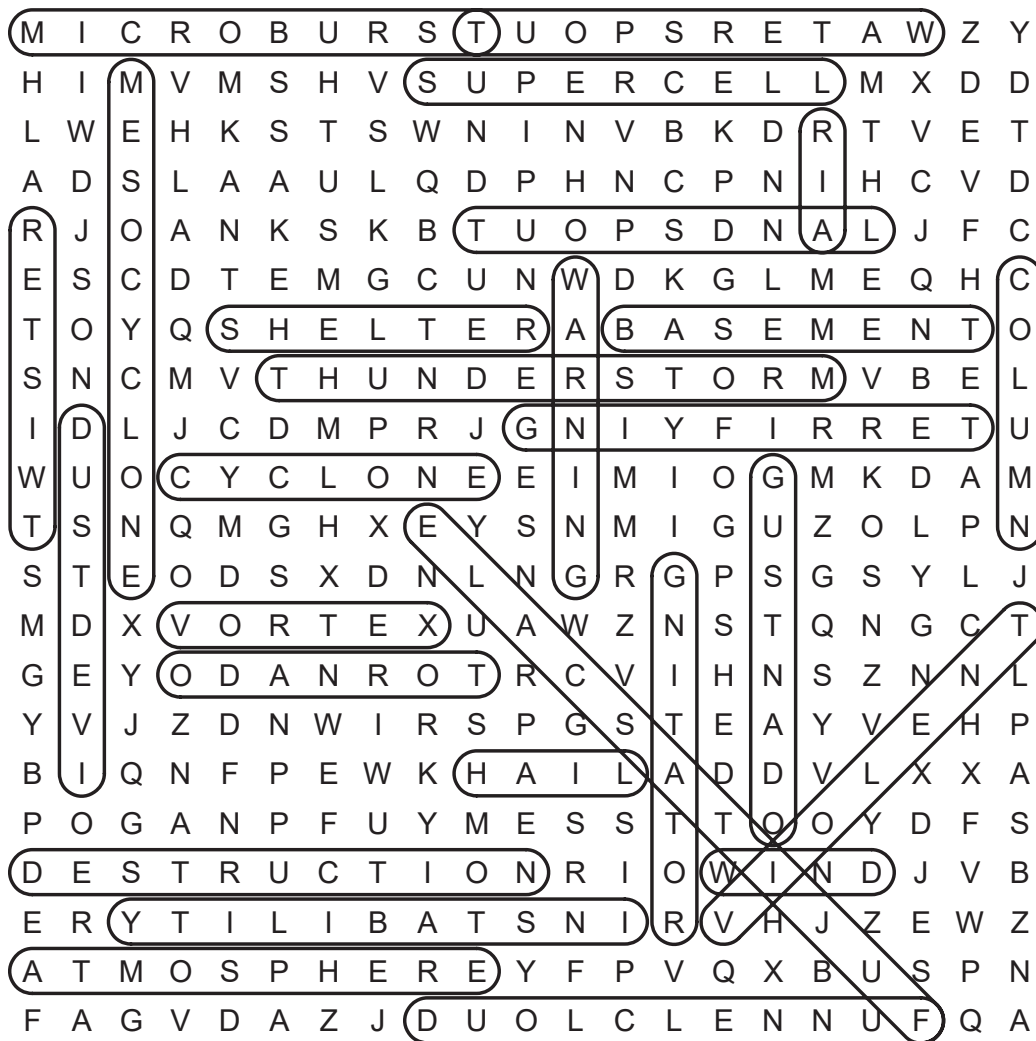 M I C R O B U R S T U O P S R E T A W Z Y
H I M V M S H V S U P E R C E L L M X D D
L W E H K S T S W N I N V B K D R T V E T
A D S L A A U L Q D P H N C P N I H C V D
R J O A N K S K B T U O P S D N A L J F C
E S C D T E M G C U N W D K G L M E Q H C
T O Y Q S H E L T E R A B A S E M E N T O
S N C M V T H U N D E R S T O R M V B E L
I D L J C D M P R J G N I Y F I R R E T U
W U O C Y C L O N E E I M I O G M K D A M
T S N Q M G H X E Y S N M I G U Z O L P N
S T E O D S X D N L N G R G P S G S Y L J
M D X V O R T E X U A W Z N S T Q N G C T
G E Y O D A N R O T R C V I H N S Z N N L
Y V J Z D N W I R S P G S T E A Y V E H P
B I Q N F P E W K H A I L A D D V L X X A
P O G A N P F U Y M E S S T T O O Y D F S
D E S T R U C T I O N R I O W I N D J V B
E R Y T I L I B A T S N I R V H J Z E W Z
A T M O S P H E R E Y F P V Q X B U S P N
F A G V D A Z J D U O L C L E N N U F Q A